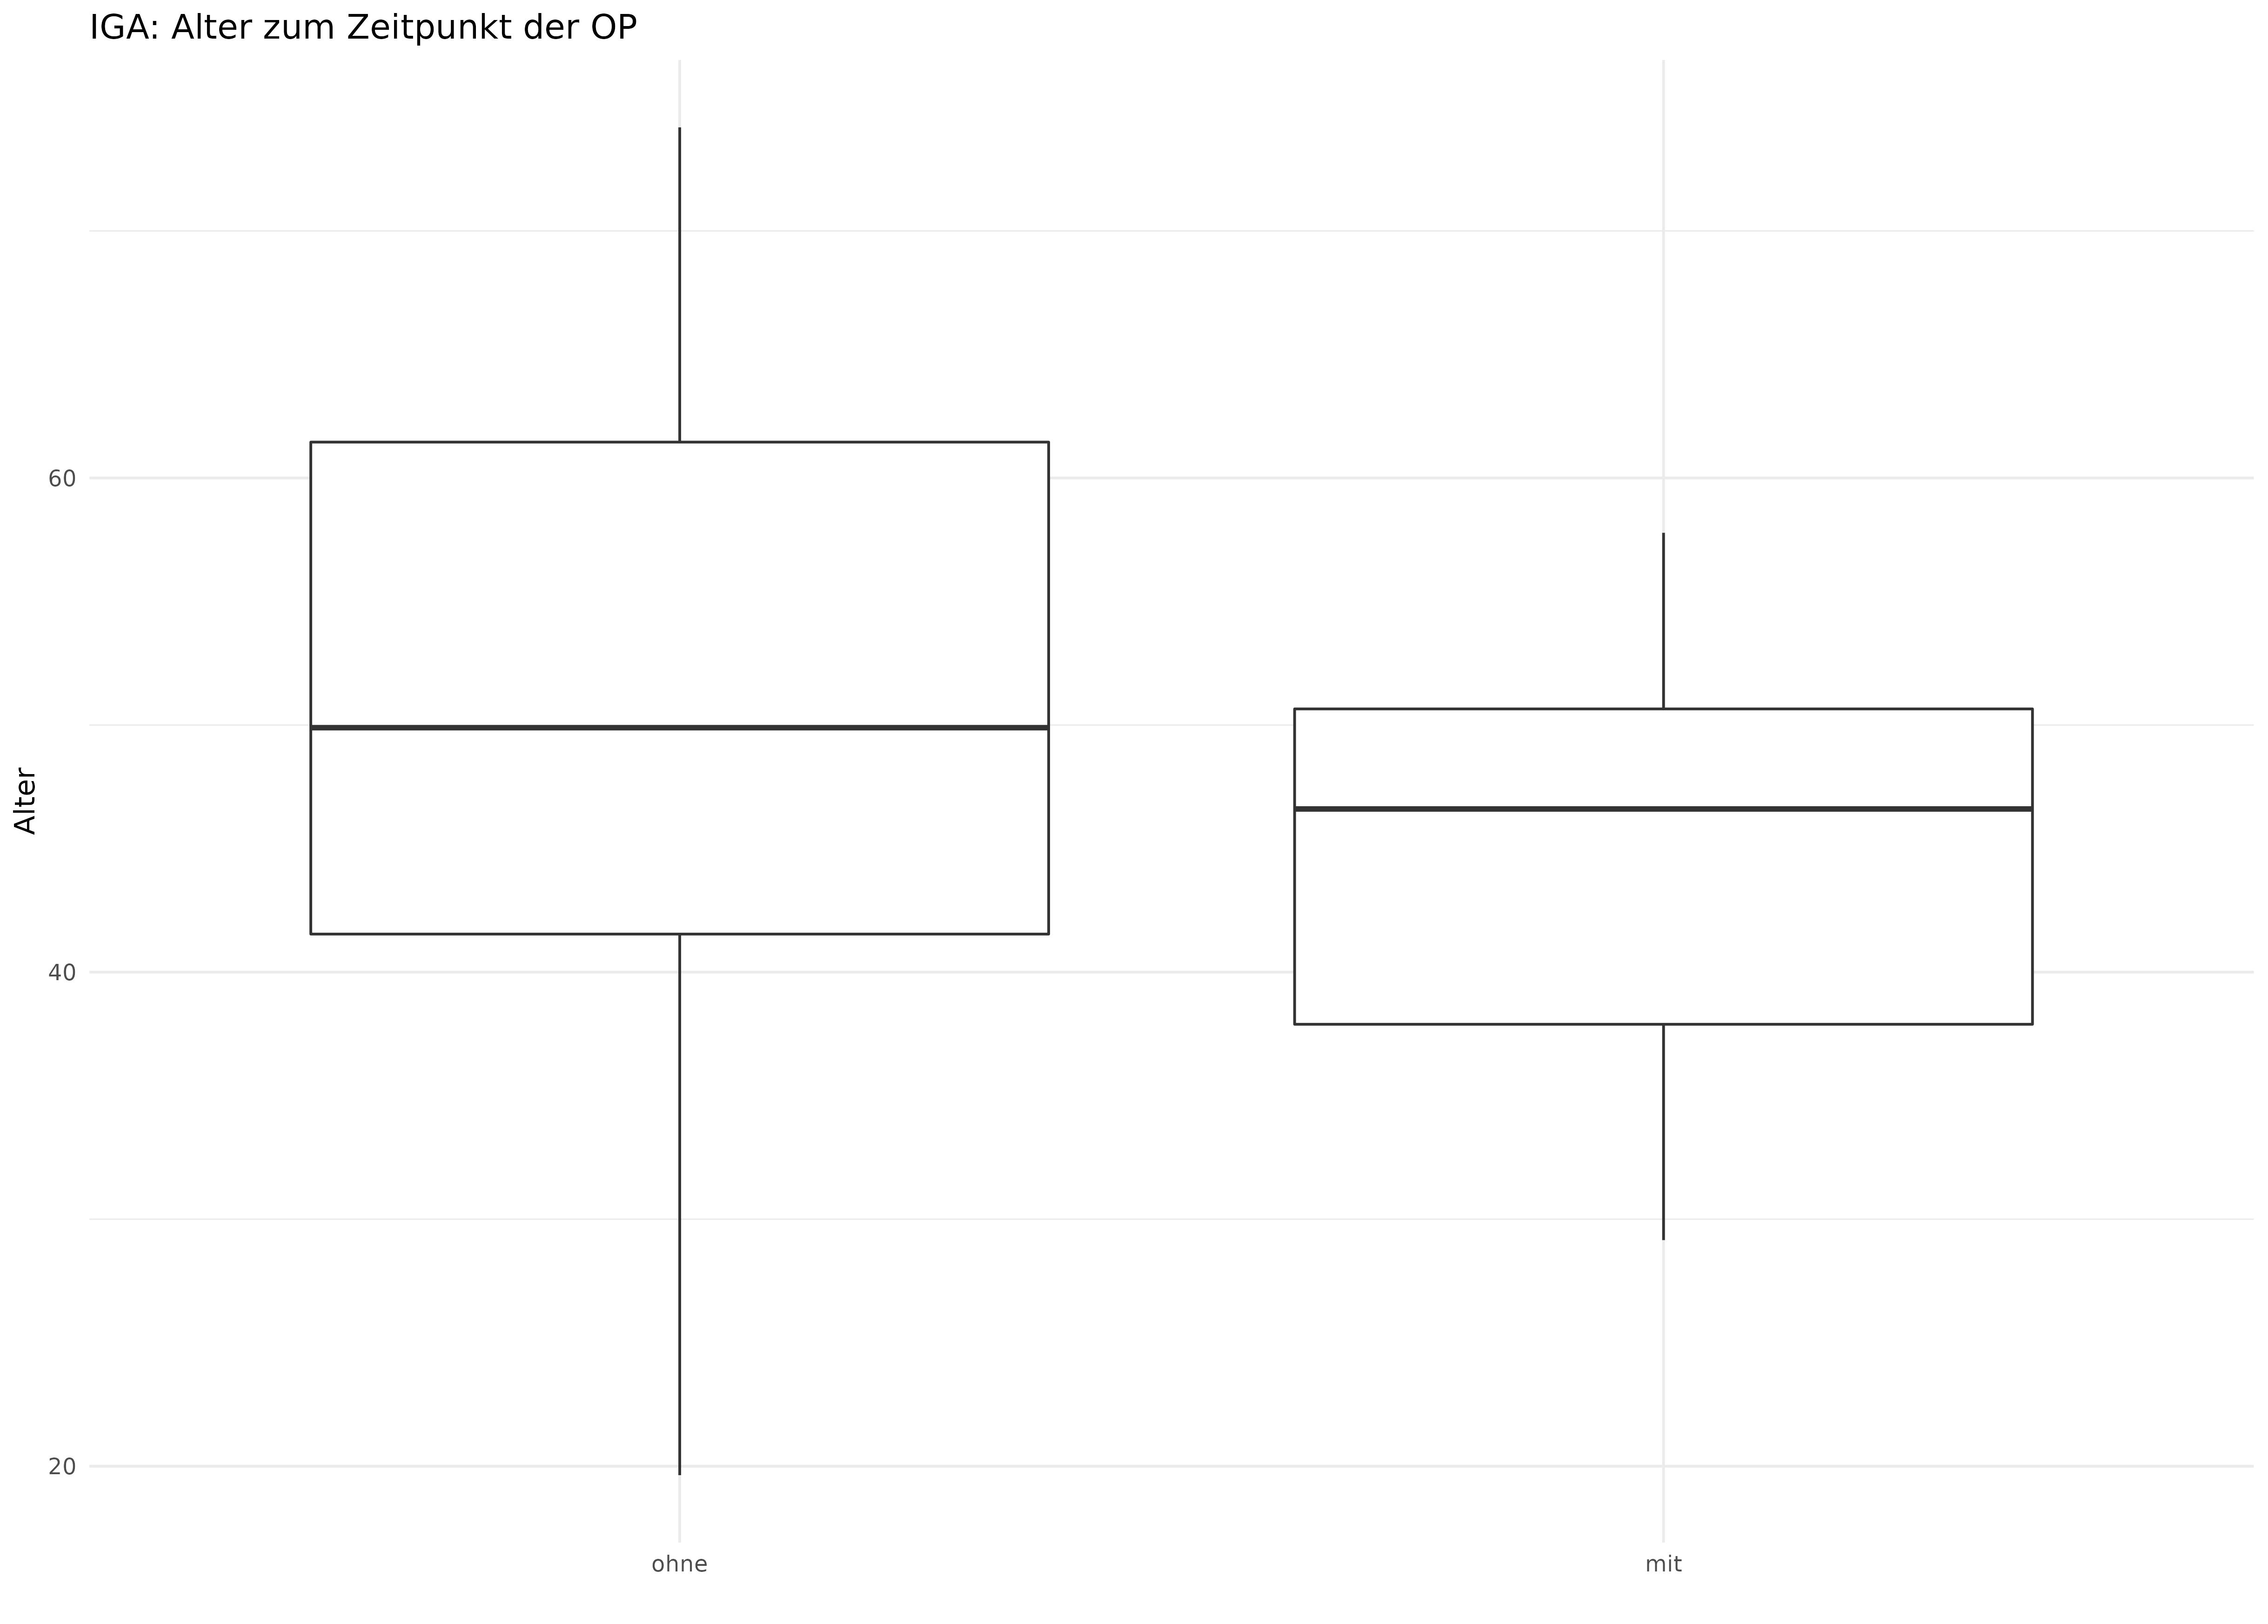 IGA: Alter zum Zeitpunkt der OP
Alter
60
40
20
ohne
mit